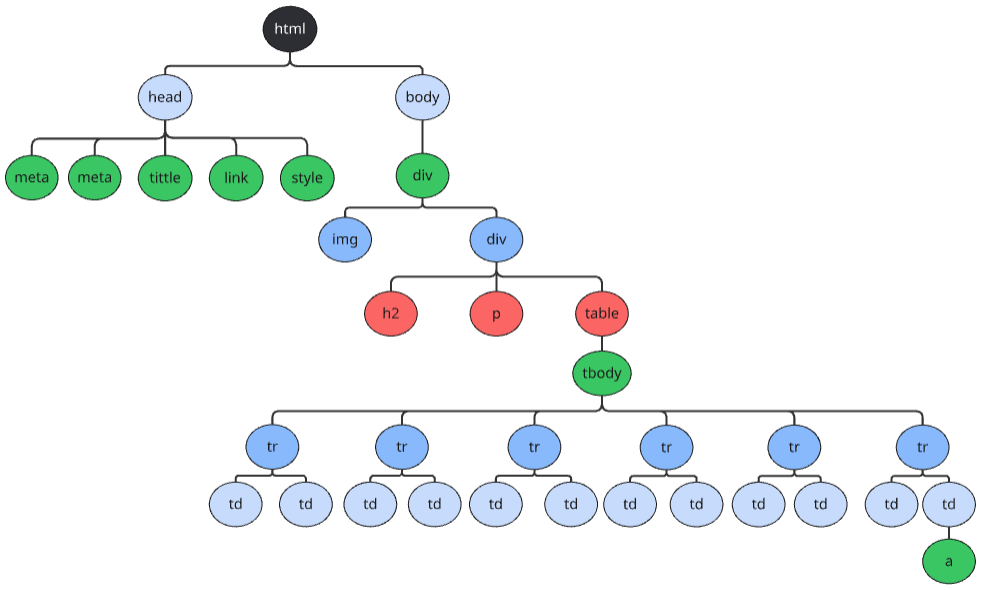 html
head body
meta meta tittle link style div
img div
h2 p table
tbody
tr tr tr tr tr tr
td td td td td td td td td td td td
a